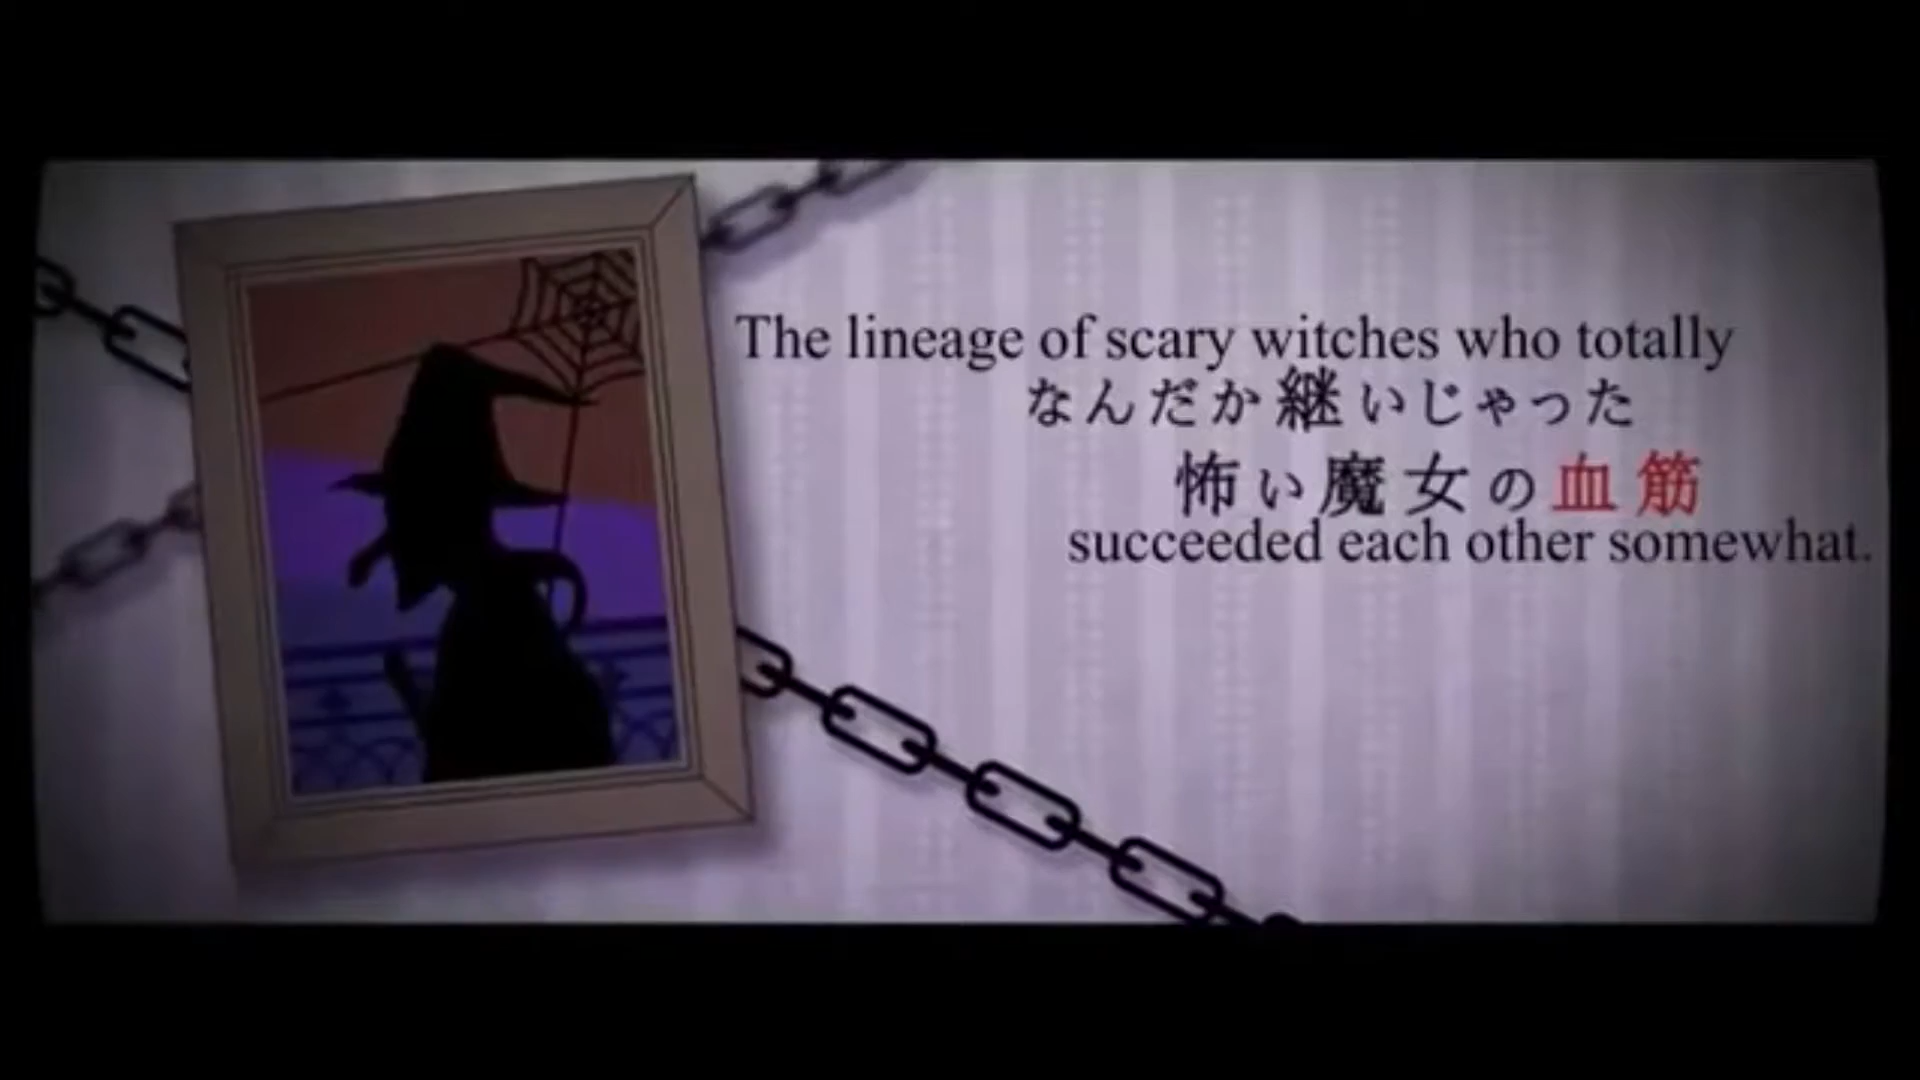 The lineage of scary witches who totally
なんだか継いじゃった
怖い魔女の血筋
succeeded each other somewhat.